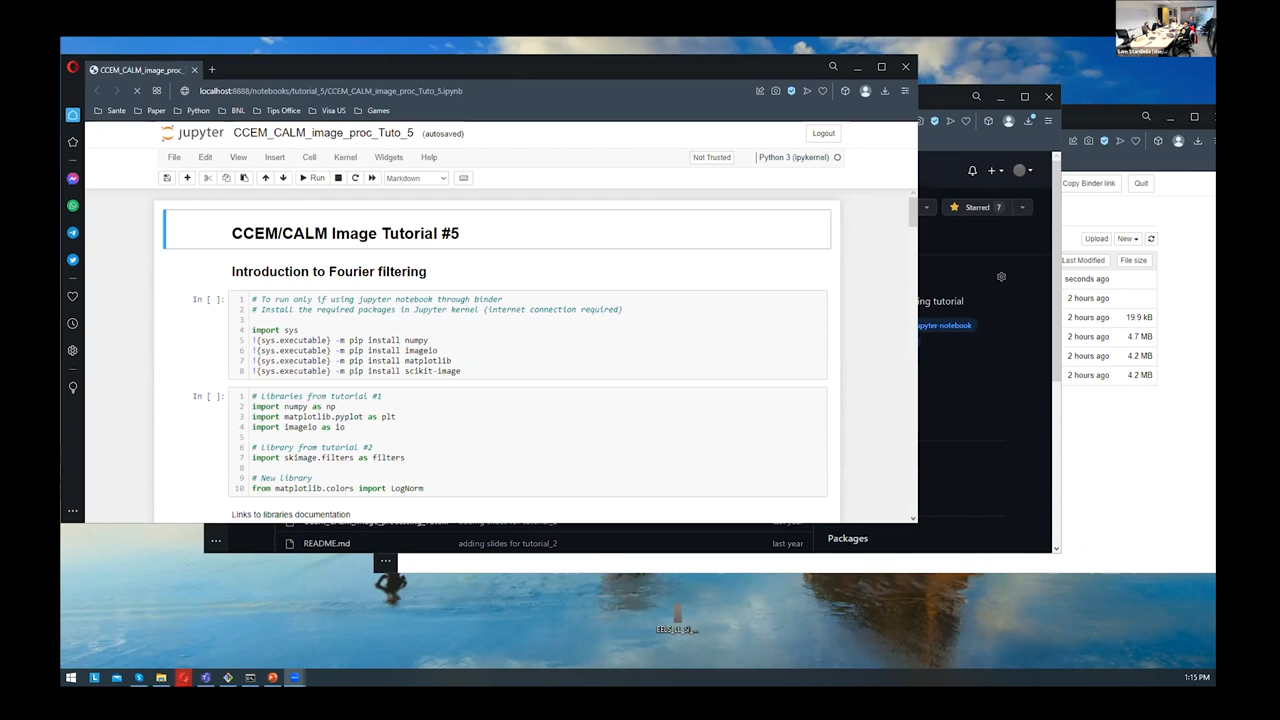 CCEM_CALM_image_proc_
localhost:8888/notebooks/tutorial_5/CCEM_CALM_image_proc_Tuto_5.ipynb
Sante
Paper
Python
BNL
Tips Office
Visa US
Games
jupyter CCEM_CALM_image_proc_Tuto_5 (autosaved)
Logout
File Edit View Insert Cell Kernel Widgets Help
Not Trusted
Python 3 (ipykernel)
Run
Markdown
CCEM/CALM Image Tutorial #5
Introduction to Fourier filtering
In [ ]:
1 # To run only if using jupyter notebook through binder
2 # Install the required packages in Jupyter kernel (internet connection required)
3
4 import sys
5 !{sys.executable} -m pip install numpy
6 !{sys.executable} -m pip install imageio
7 !{sys.executable} -m pip install matplotlib
8 !{sys.executable} -m pip install scikit-image
In [ ]:
1 # Libraries from tutorial #1
2 import numpy as np
3 import matplotlib.pyplot as plt
4 import imageio as io
5
6 # Library from tutorial #2
7 import skimage.filters as filters
8
9 # New library
10 from matplotlib.colors import LogNorm
Links to libraries documentation
Starred 7
ing tutorial
upyter-notebook
adding slides for tutorial_2
last year
README.md
adding slides for tutorial_2
last year
Packages
Copy Binder link
Quit
Upload
New
Last Modified
File size
seconds ago
2 hours ago
2 hours ago
19.9 kB
2 hours ago
4.7 MB
2 hours ago
4.2 MB
2 hours ago
4.2 MB
1:15 PM